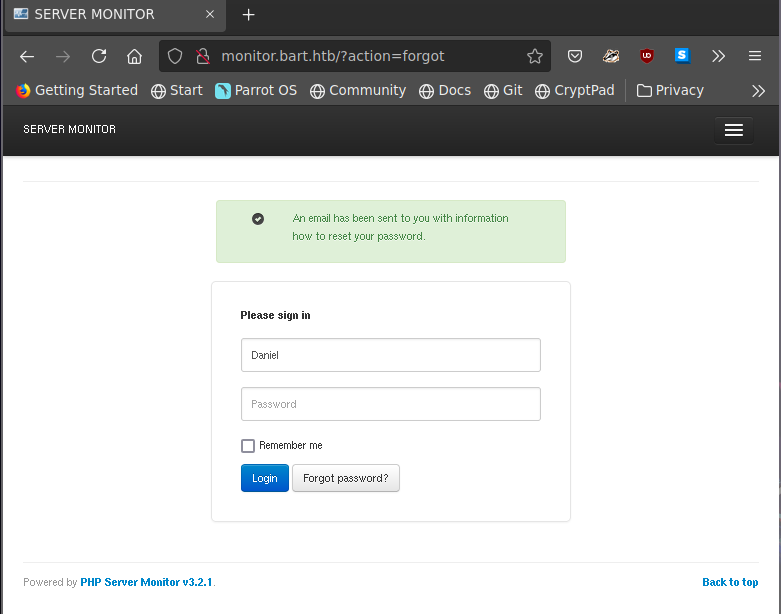 SERVER MONITOR
monitor.bart.htb/?action=forgot
Getting Started Start Parrot OS Community Docs Git CryptPad Privacy
SERVER MONITOR
An email has been sent to you with information
how to reset your password.
Please sign in
Daniel
Password
Remember me
Login Forgot password?
Powered by PHP Server Monitor v3.2.1. Back to top